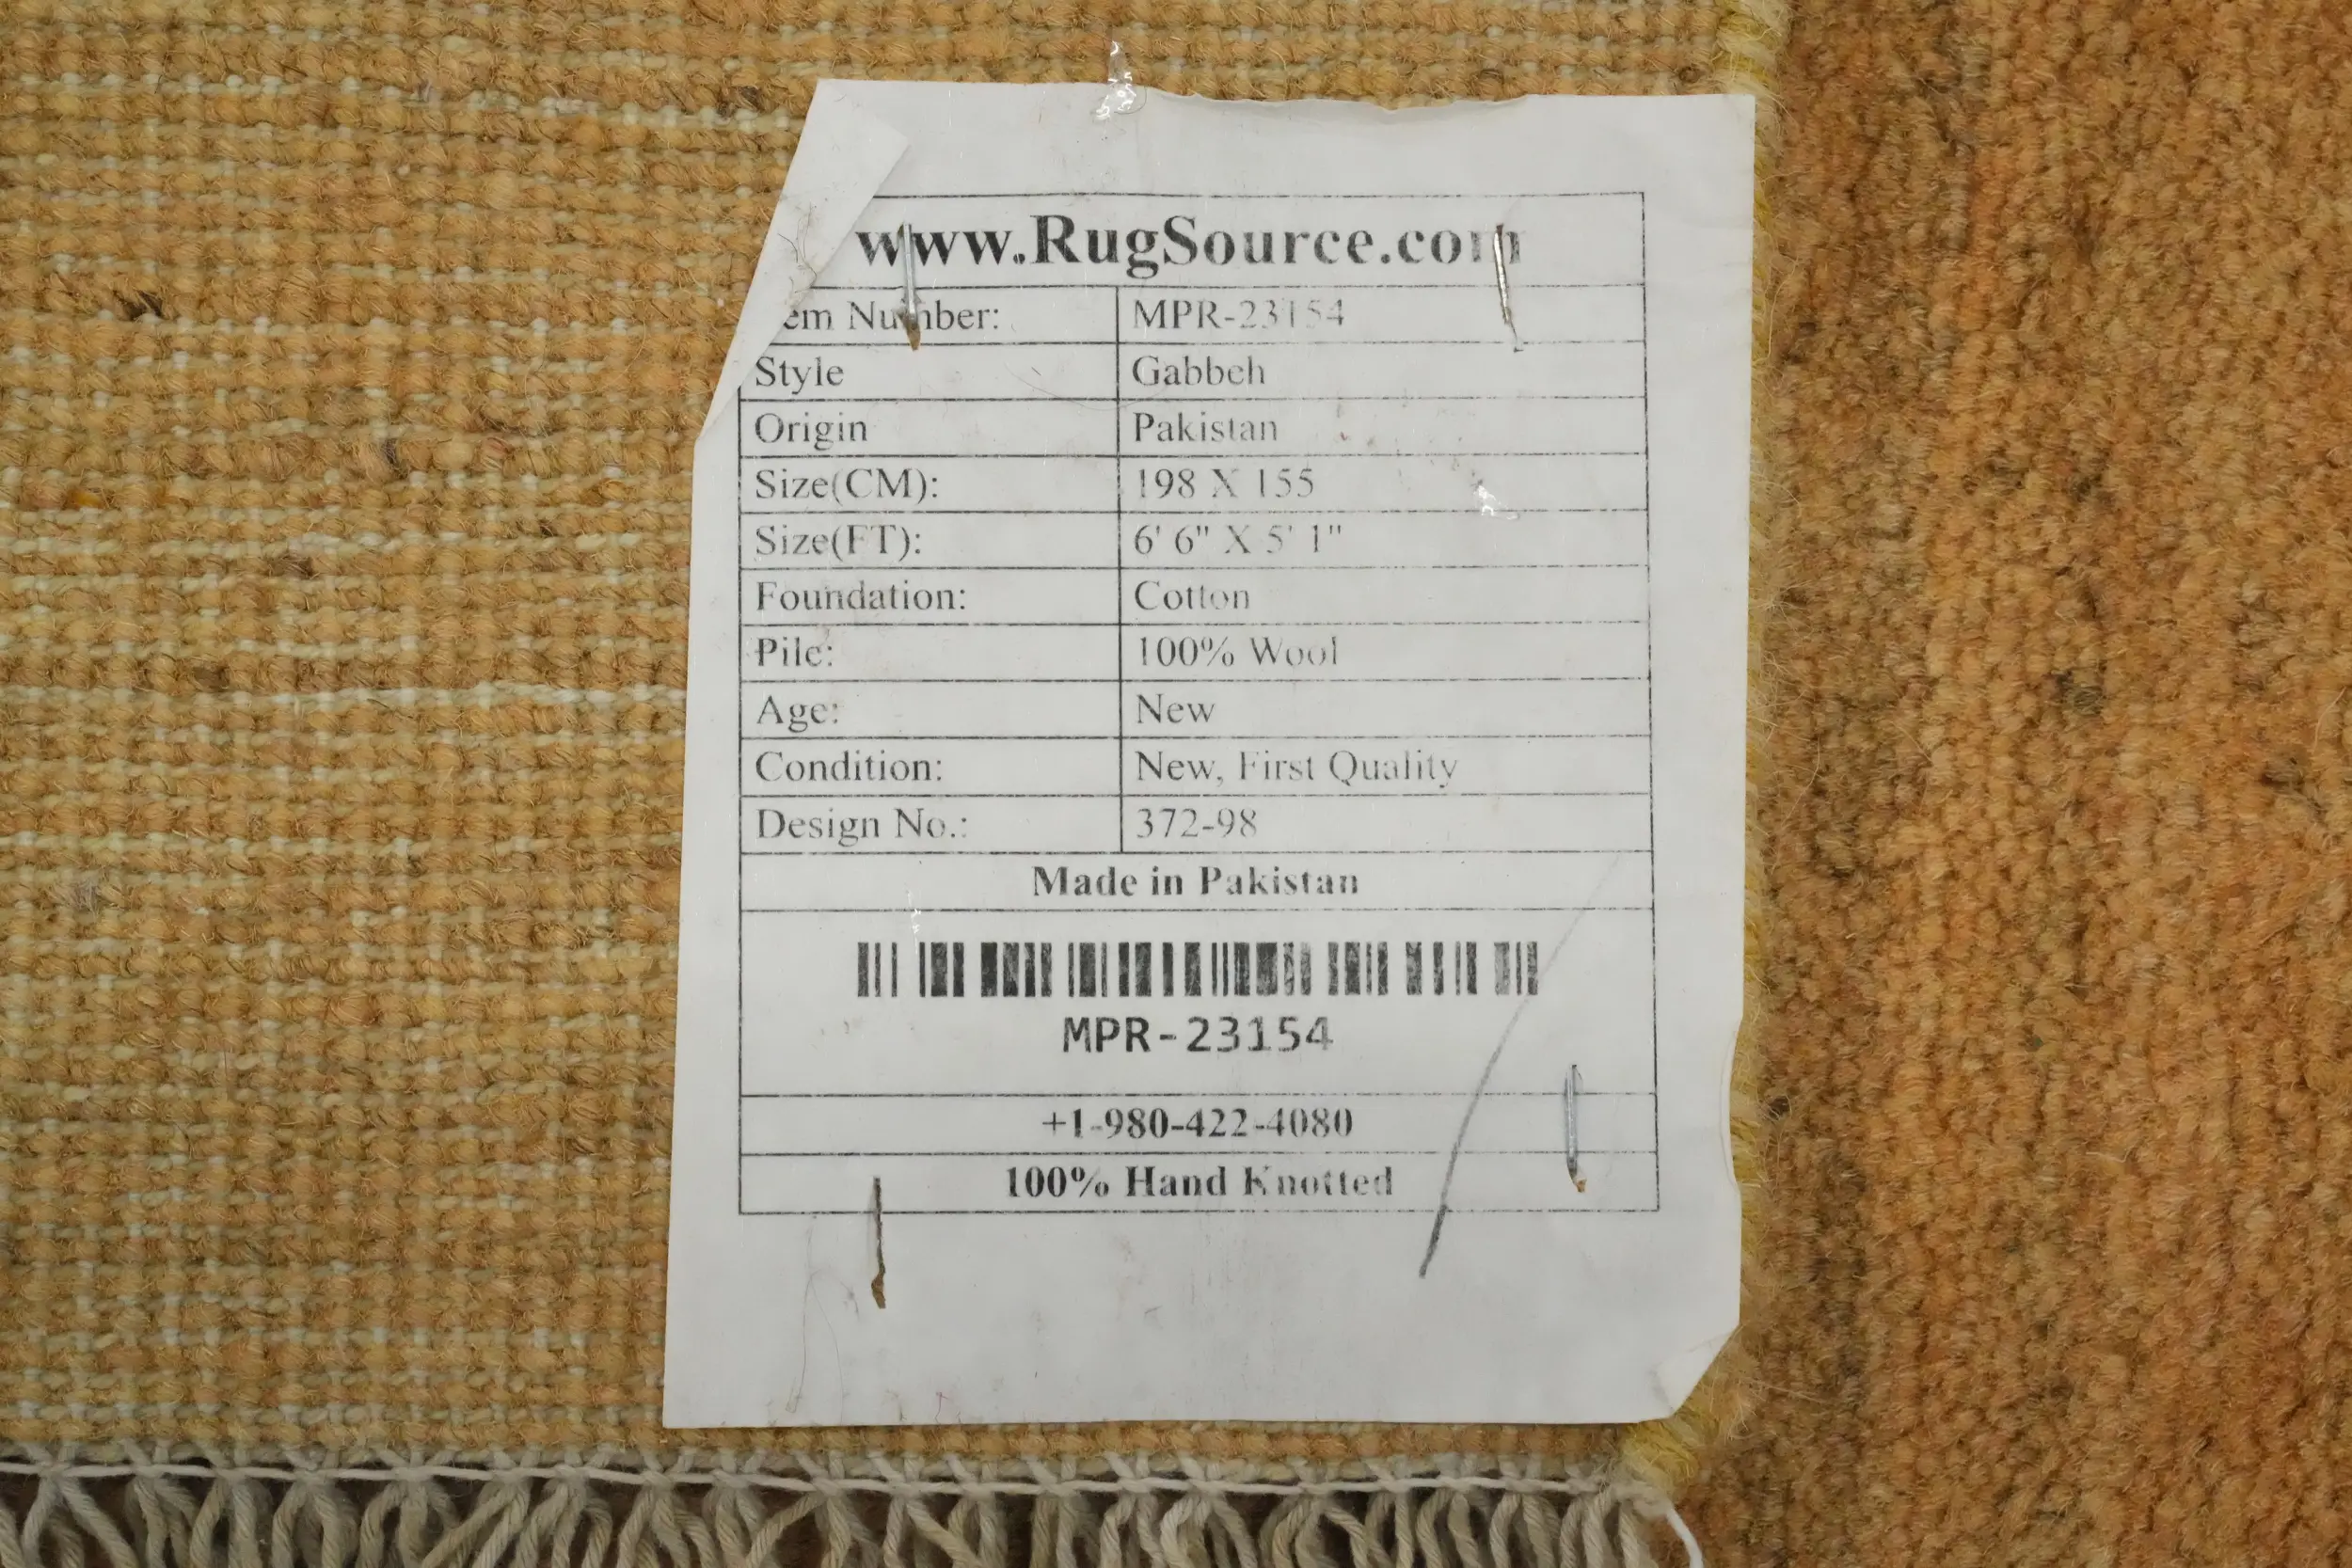 www.RugSource.com
em Number: MPR-23154
Style Gabbeh
Origin Pakistan
Size(CM): 198 X 155
Size(FT): 6' 6" X 5' 1"
Foundation: Cotton
Pile: 100% Wool
Age: New
Condition: New, First Quality
Design No.: 372-98
Made in Pakistan
MPR-23154
+1-980-422-4080
100% Hand Knotted